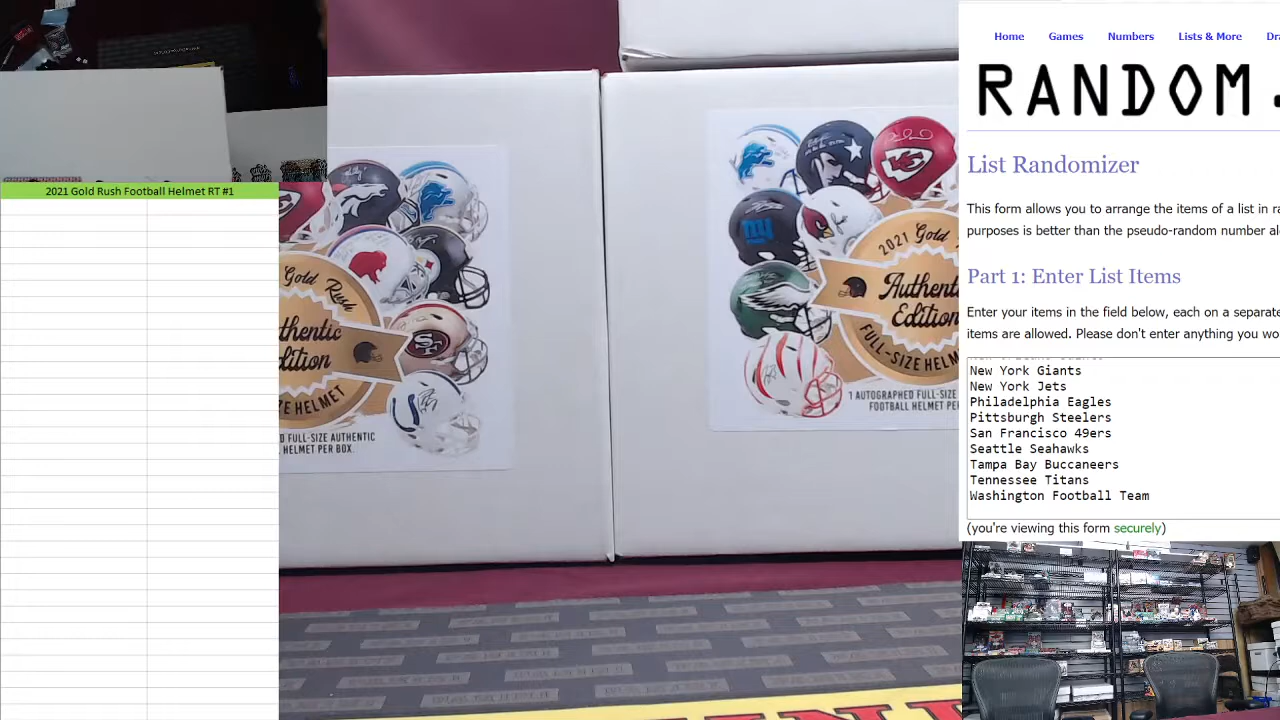 2021 Gold Rush Football Helmet RT #1
Gold Rush
FULL-SIZE AUTHENTIC
HELMET PER BOX
2021 Gold
Authen
Edition
FULL-SIZE HELM
1 AUTOGRAPHED FULL-SIZE
FOOTBALL HELMET PE
Home Games Numbers Lists & More Dra
RANDOM.
List Randomizer
This form allows you to arrange the items of a list in ra
purposes is better than the pseudo-random number al
Part 1: Enter List Items
Enter your items in the field below, each on a separate
items are allowed. Please don't enter anything you wo
New York Giants
New York Jets
Philadelphia Eagles
Pittsburgh Steelers
San Francisco 49ers
Seattle Seahawks
Tampa Bay Buccaneers
Tennessee Titans
Washington Football Team
(you're viewing this form securely)